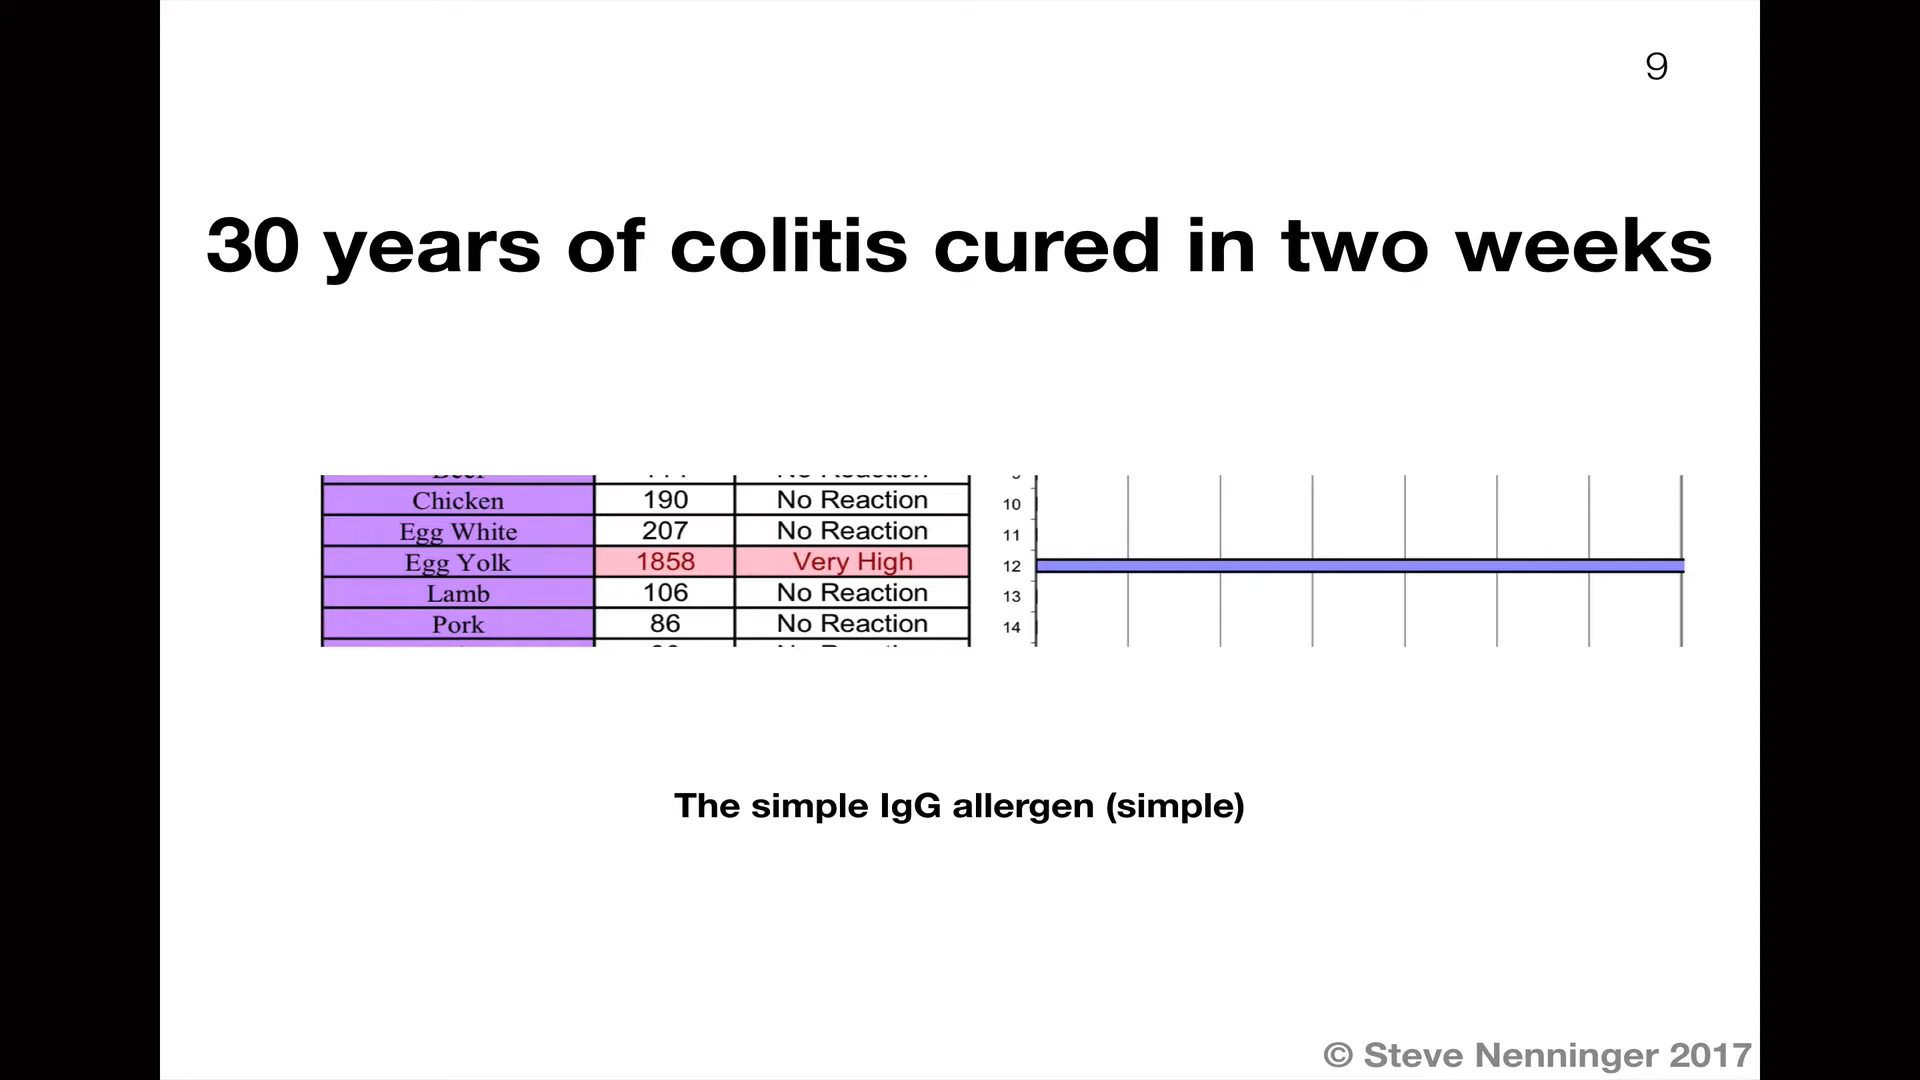 9
30 years of colitis cured in two weeks
Chicken 190 No Reaction 10
Egg White 207 No Reaction 11
Egg Yolk 1858 Very High 12
Lamb 106 No Reaction 13
Pork 86 No Reaction 14
The simple IgG allergen (simple)
© Steve Nenninger 2017